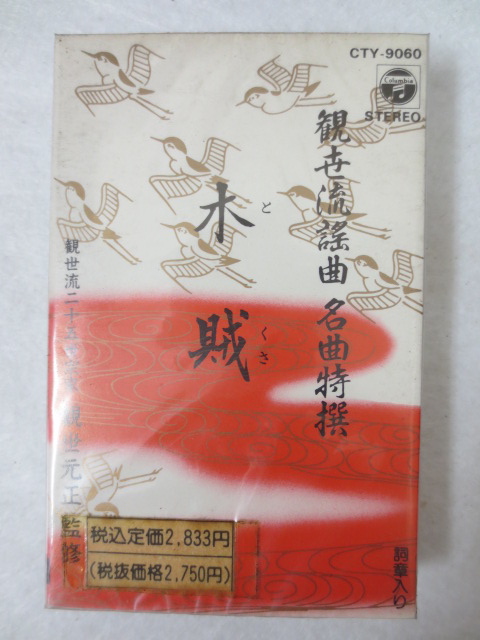 CTY-9060
Columbia
STEREO
観世流謡曲 名曲特撰
木賊
とくさ
観世流二十五世宗家 観世元正 監修
税込定価2,833円
(税抜価格2,750円)
詞章入り